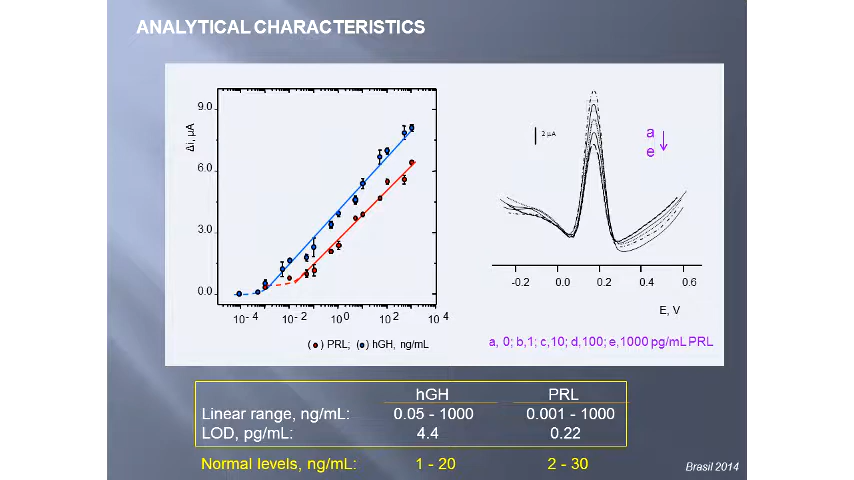 ANALYTICAL CHARACTERISTICS
9.0
6.0
3.0
0.0
Δi, μA
10-4 10-2 100 102 104
( ) PRL; ( ) hGH, ng/mL
2 μA
a
e
-0.2 0.0 0.2 0.4 0.6
E, V
a, 0; b,1; c,10; d,100; e,1000 pg/mL PRL
hGH PRL
Linear range, ng/mL: 0.05 - 1000 0.001 - 1000
LOD, pg/mL: 4.4 0.22
Normal levels, ng/mL: 1 - 20 2 - 30
Brasil 2014